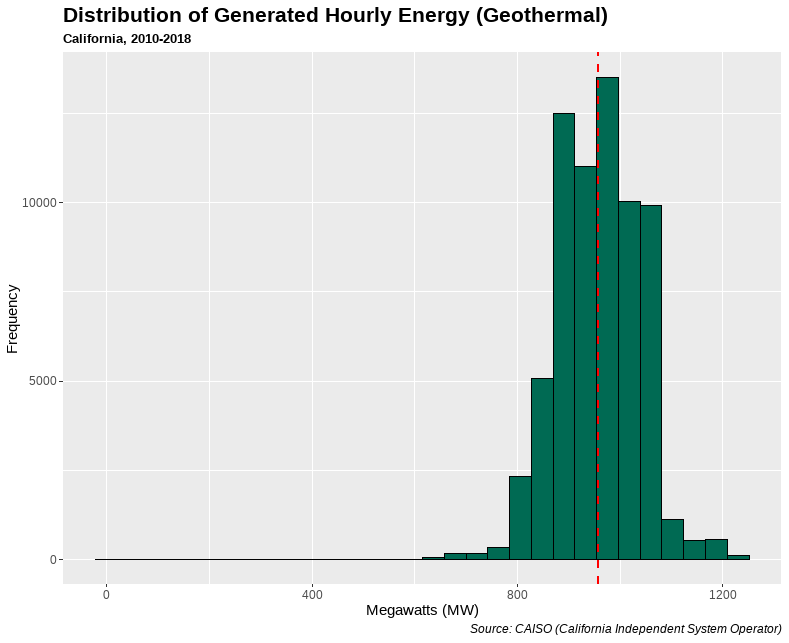 Distribution of Generated Hourly Energy (Geothermal)
California, 2010-2018
Frequency
10000
5000
0
0 400 800 1200
Megawatts (MW)
Source: CAISO (California Independent System Operator)